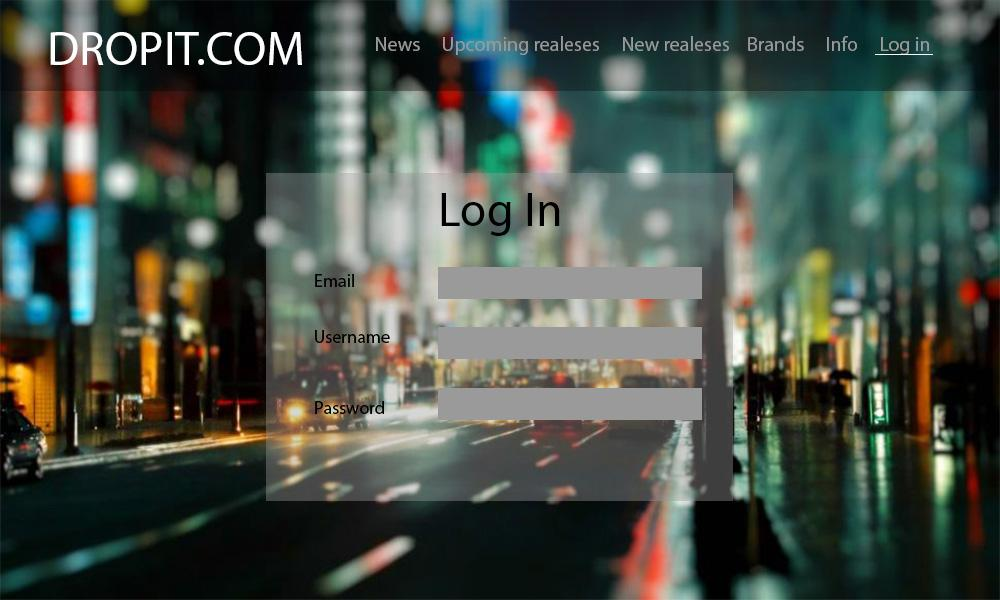 DROPIT.COM News Upcoming realeses New realeses Brands Info Log in
Log In
Email
Username
Password